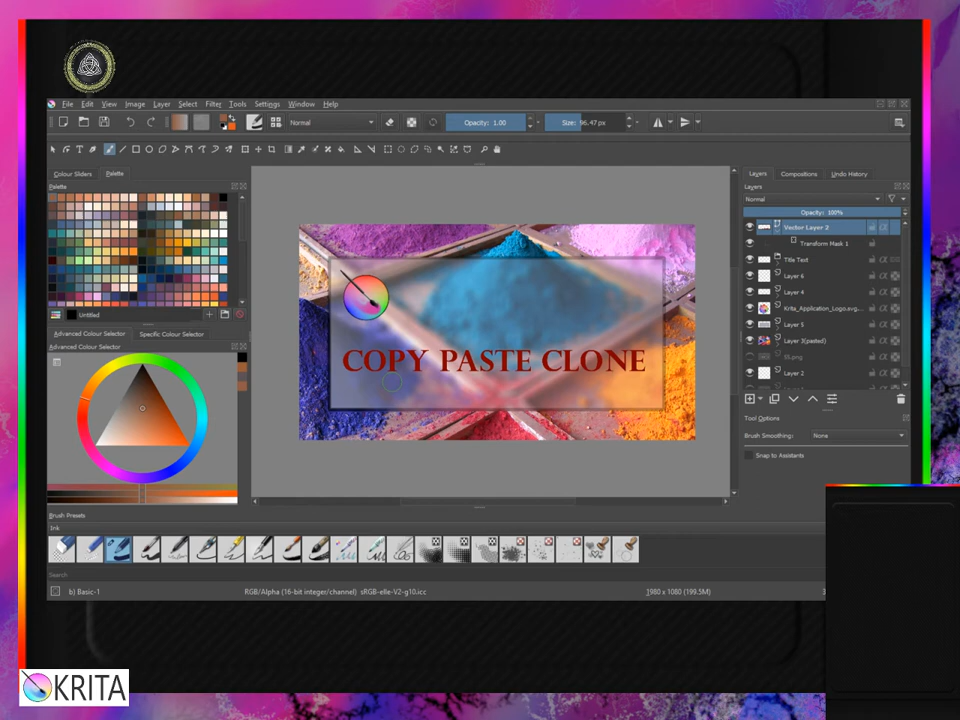 File Edit View Image Layer Select Filter Tools Settings Window Help
Normal
Opacity: 1.00
Size: 96.47 px
Colour Sliders Palette
Palette
Untitled
Advanced Colour Selector Specific Colour Selector
Advanced Colour Selector
COPY PASTE CLONE
Layers Compositions Undo History
Layers
Normal
Opacity: 100%
Vector Layer 2
Transform Mask 1
Title Text
Layer 6
Layer 4
Krita_Application_Logo.svg...
Layer 5
Layer 3(pasted)
55.png
Layer 2
Tool Options
Brush Smoothing: None
Snap to Assistants
Brush Presets
Ink
Search
b) Basic-1
RGB/Alpha (16-bit integer/channel) sRGB-elle-V2-g10.icc
1980 x 1080 (199.5M)
KRITA